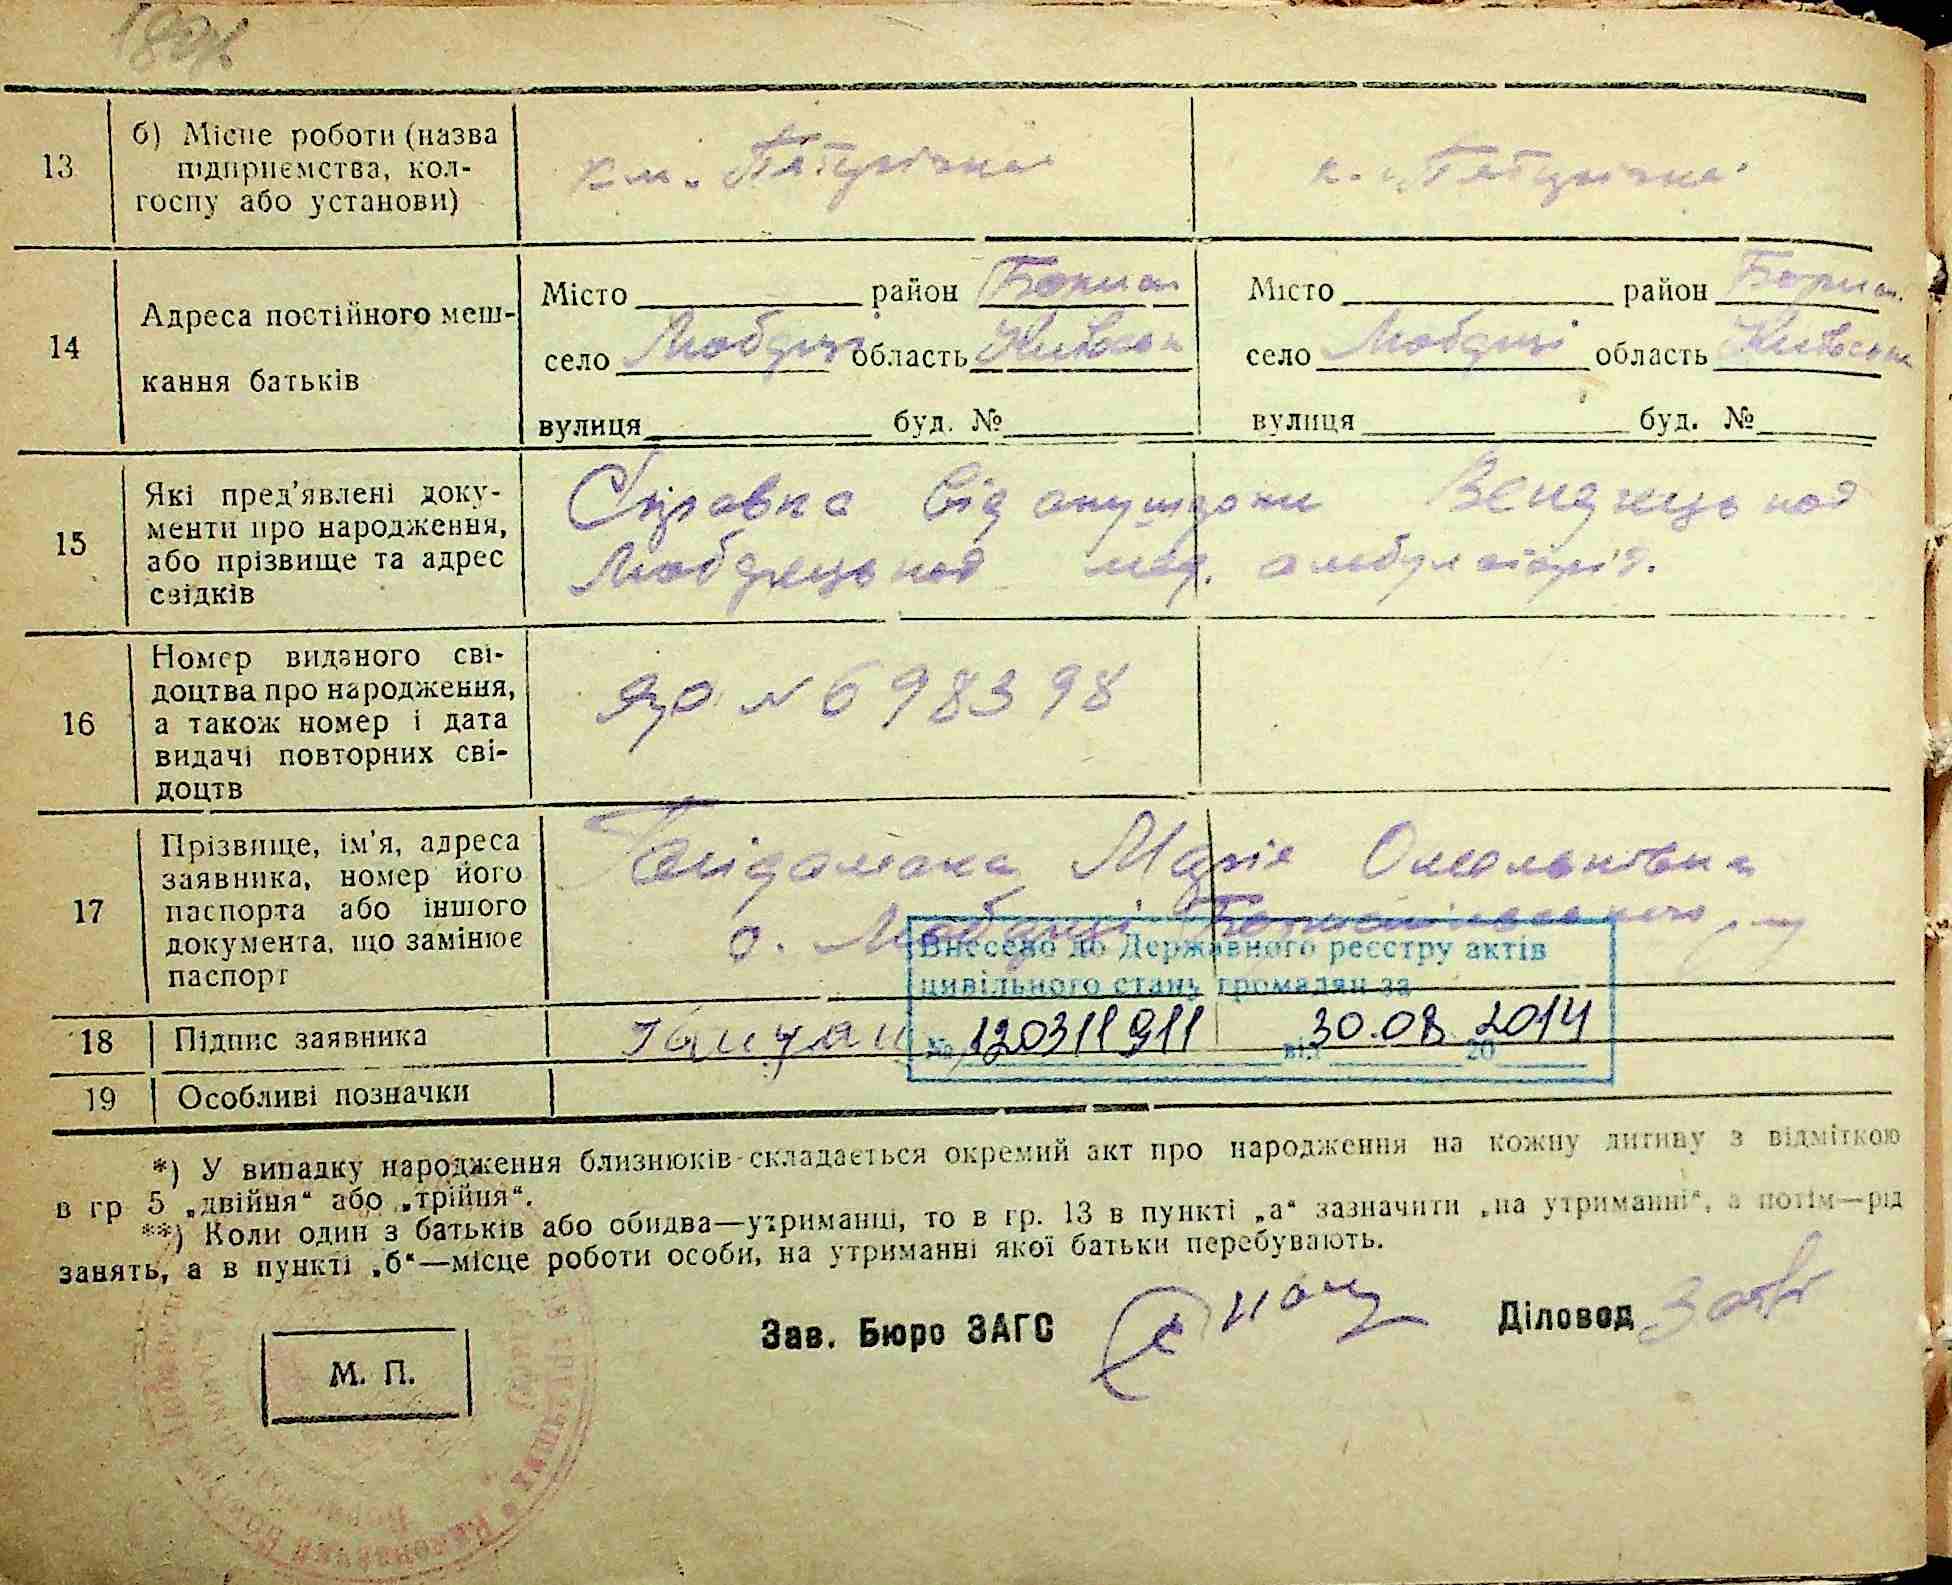 13
б) Місце роботи (назва
підприємства, кол-
госпу або установи)
14
Адреса постійного меш-
кання батьків
Місто район Борисп
село Любарці область Київськ
вулиця буд. №
Місто район Борисп.
село Любарці область Київськ
вулиця буд. №
15
Які пред’явлені доку-
менти про народження,
або прізвище та адрес
свідків
Справка від акушерки
Любарецької мед. амбулаторії.
16
Номер виданого сві-
доцтва про народження,
а також номер і дата
видачі повторних сві-
доцтв
ЯЮ № 698398
17
Прізвище, ім’я, адреса
заявника, номер його
паспорта або іншого
документа, що замінює
паспорт
Гайдамака Марія Омельянівна
с. Любарці Бориспільського р-ну
Внесено до Державного реєстру актів
цивільного стану громадян за
№ 120311911 від 30.08 2014
20
18
Підпис заявника
19
Особливі позначки
*) У випадку народження близнюків складається окремий акт про народження на кожну дитину з відміткою
в гр 5 „двійня“ або „трійня“.
**) Коли один з батьків або обидва—утриманці, то в гр. 13 в пункті „а“ зазначити „на утриманні“, а потім—рід
занять, а в пункті „б“—місце роботи особи, на утриманні якої батьки перебувають.
Зав. Бюро ЗАГС
Діловод
М. П.